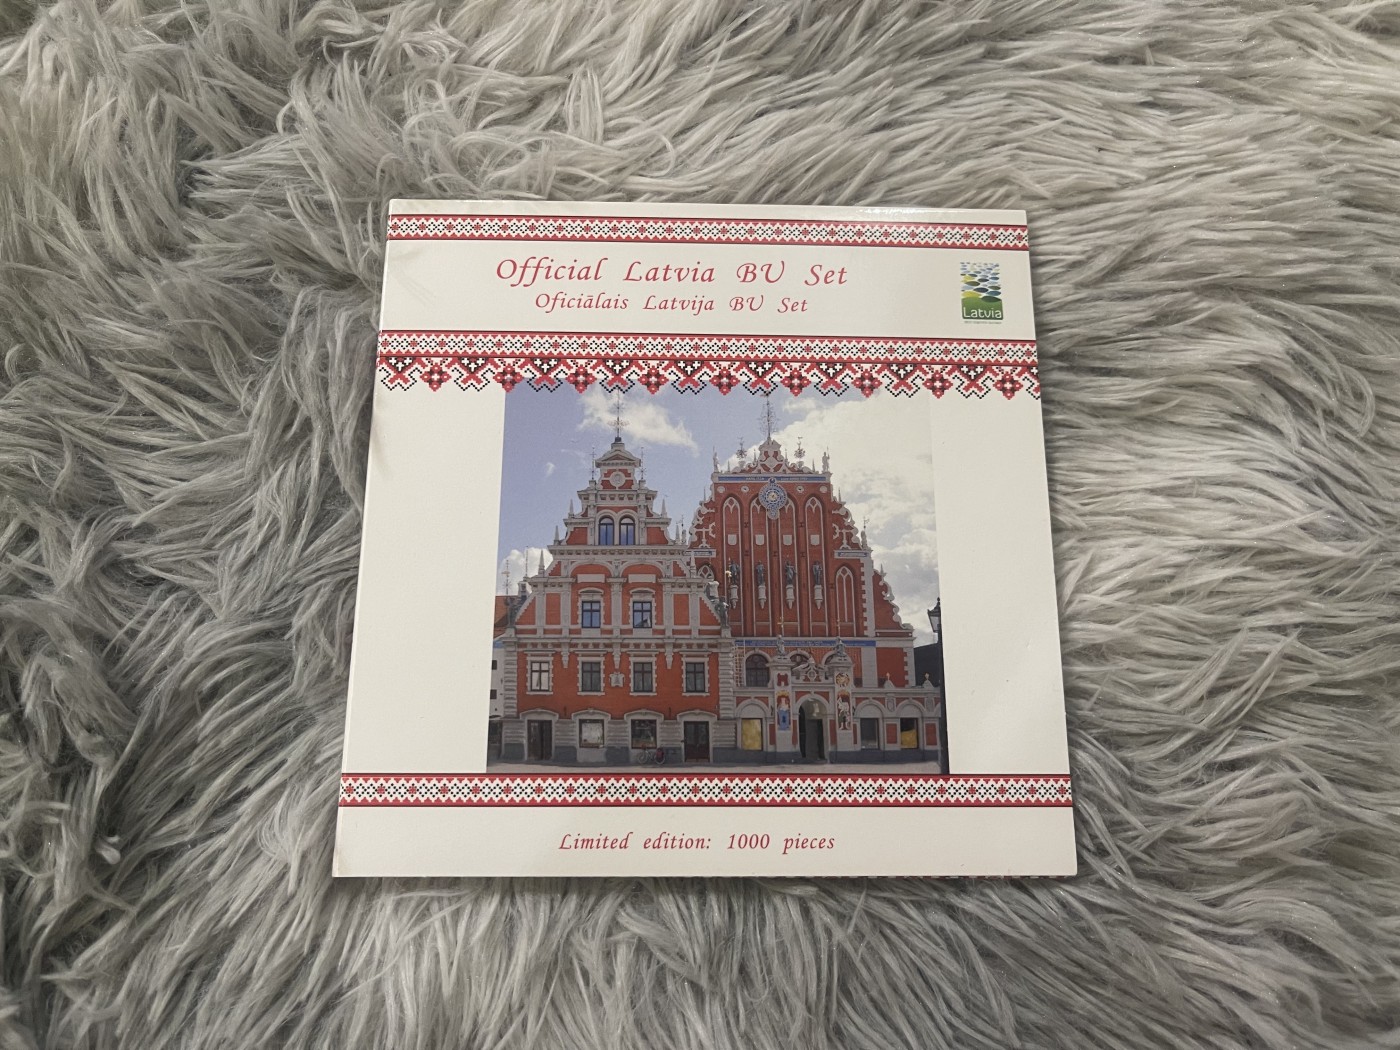 Official Latvia BU Set
Oficiālais Latvija BU Set
Latvia
Limited edition: 1000 pieces